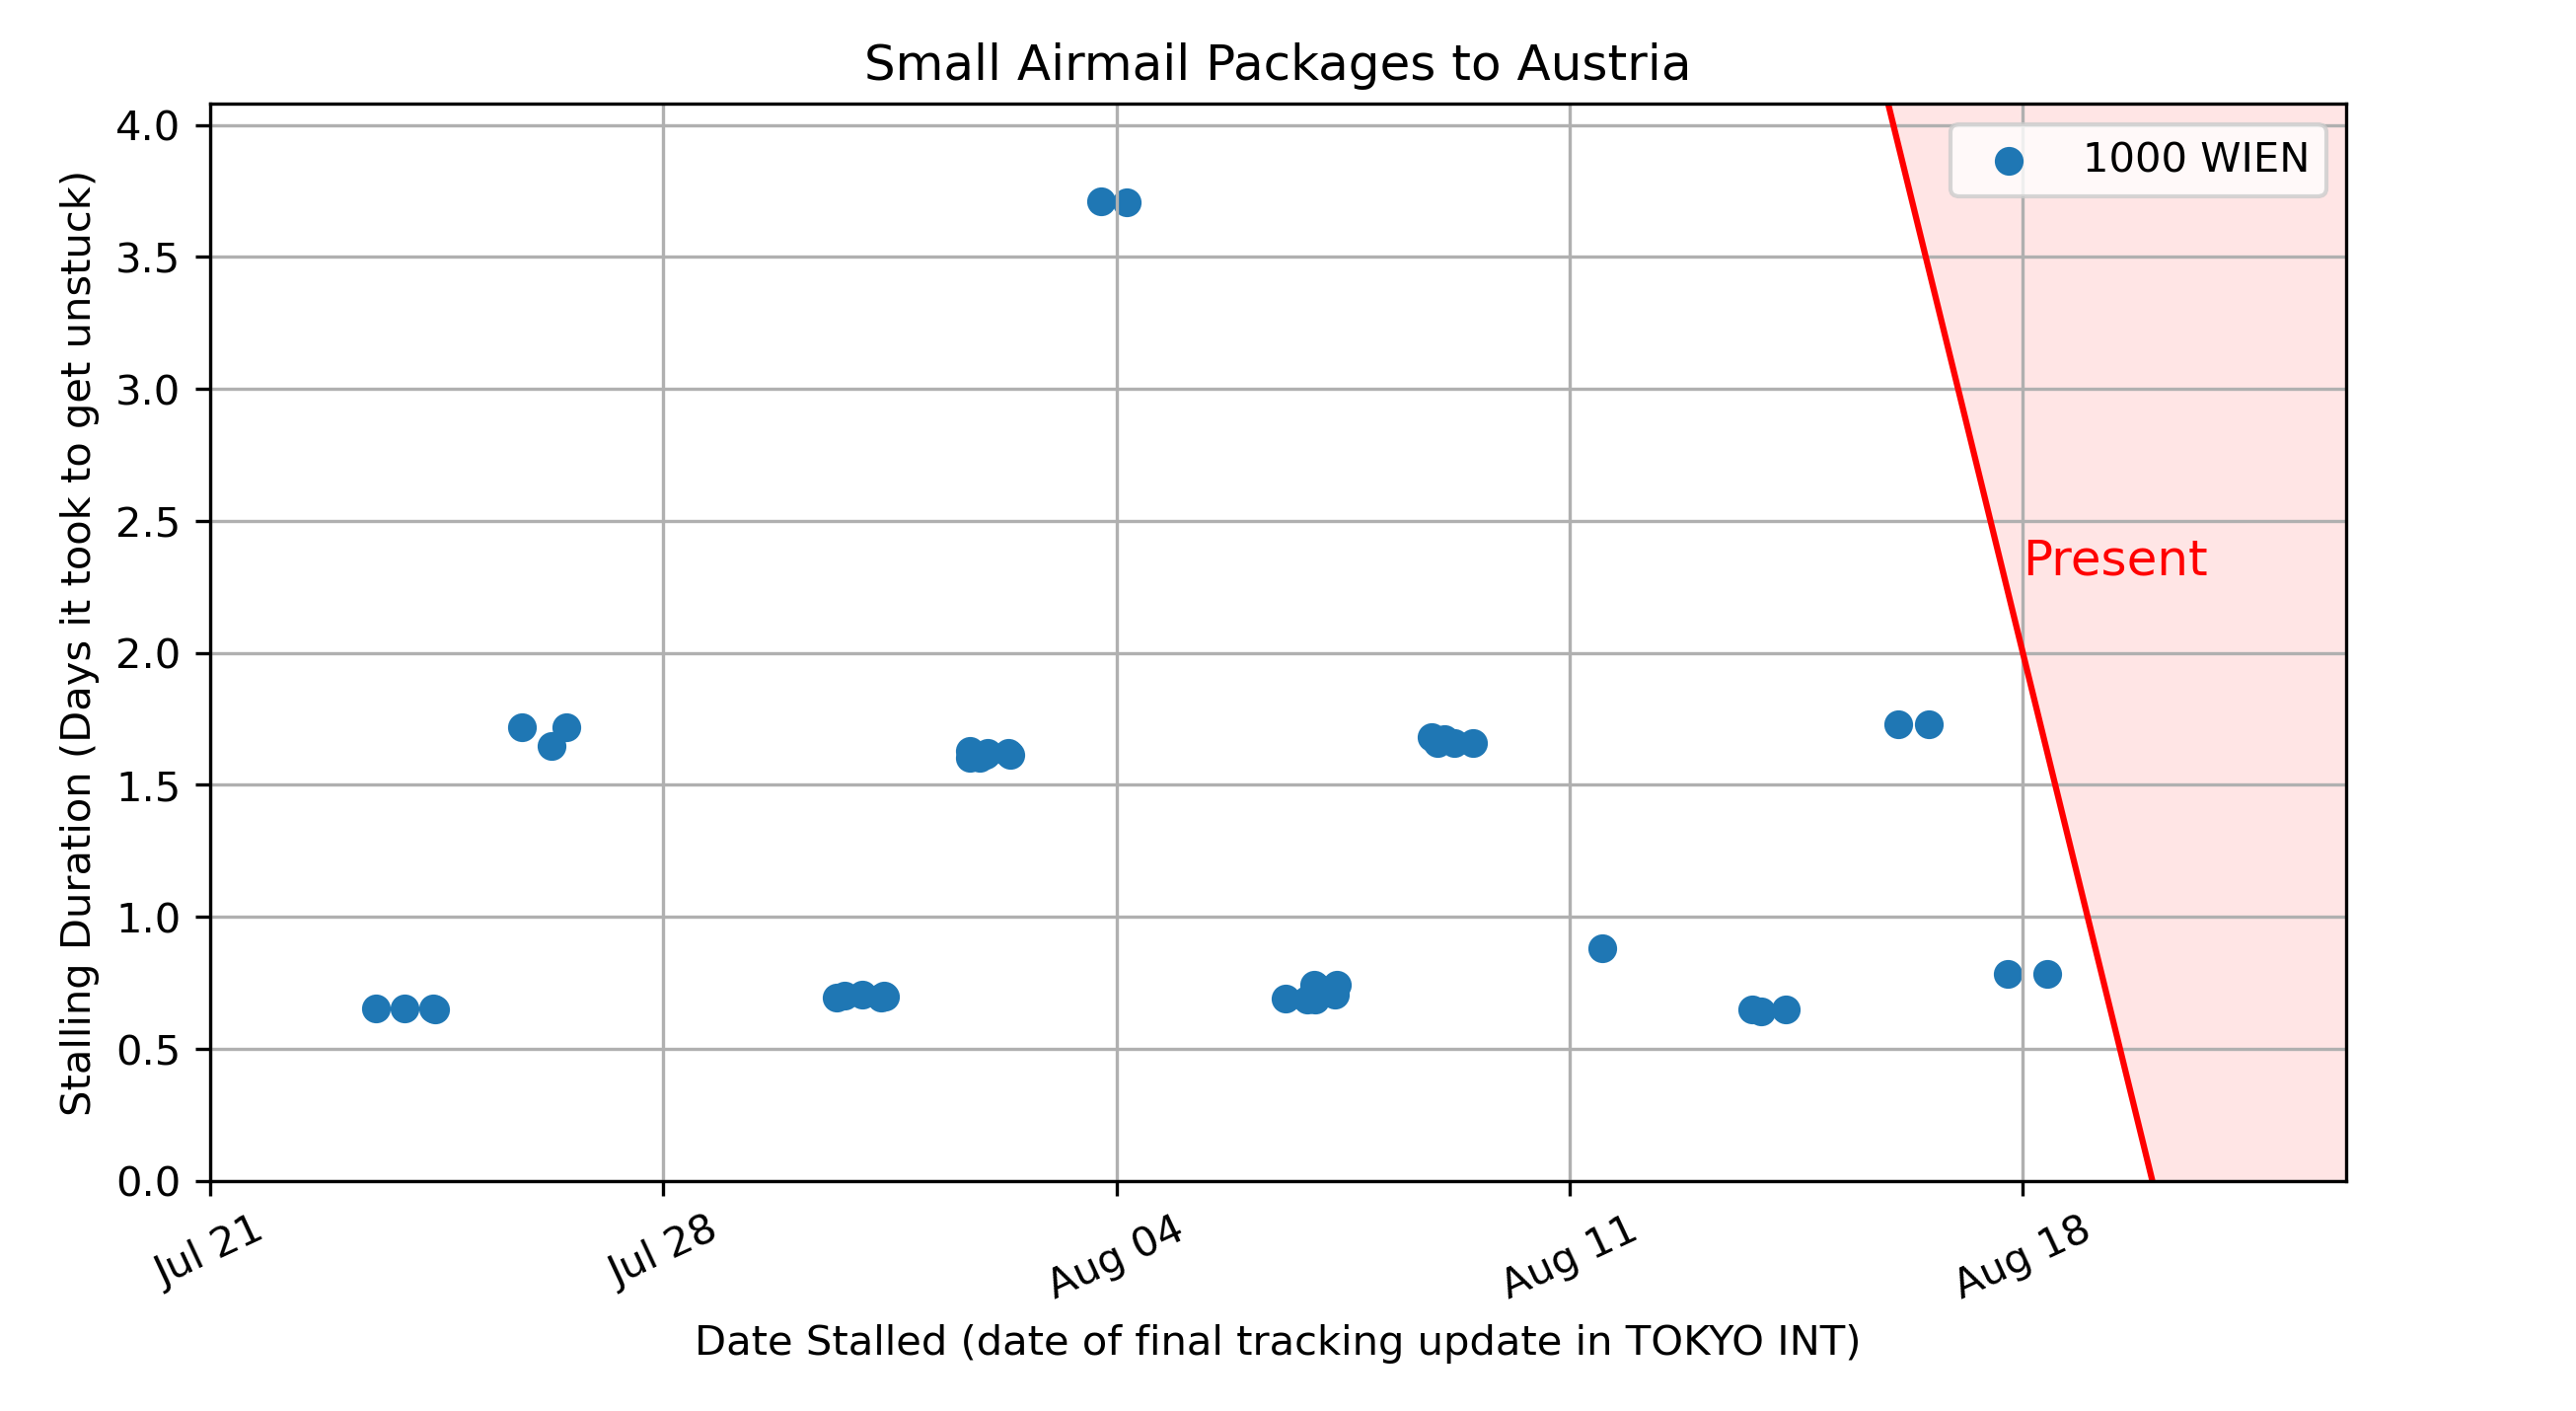 Small Airmail Packages to Austria
Stalling Duration (Days it took to get unstuck)
4.0
3.5
3.0
2.5
2.0
1.5
1.0
0.5
0.0
1000 WIEN
Present
Jul 21
Jul 28
Aug 04
Aug 11
Aug 18
Date Stalled (date of final tracking update in TOKYO INT)